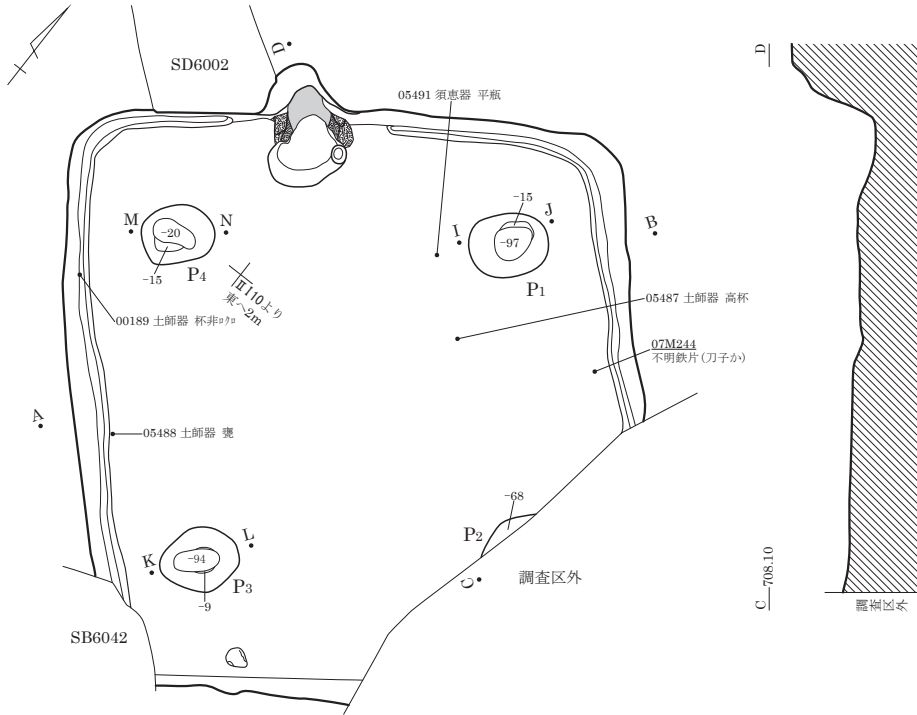 D
SD6002
05491 須恵器 平瓶
D
-15
M
N
-20
I
J
-97
B
-15
P4
P1
ⅡI10より
東へ2m
05487 土師器 高杯
00189 土師器 杯非ロクロ
07M244
不明鉄片(刀子か)
A
05488 土師器 甕
-68
P2
L
K
-94
P3
-9
C
調査区外
C 708.10
調査区外
SB6042